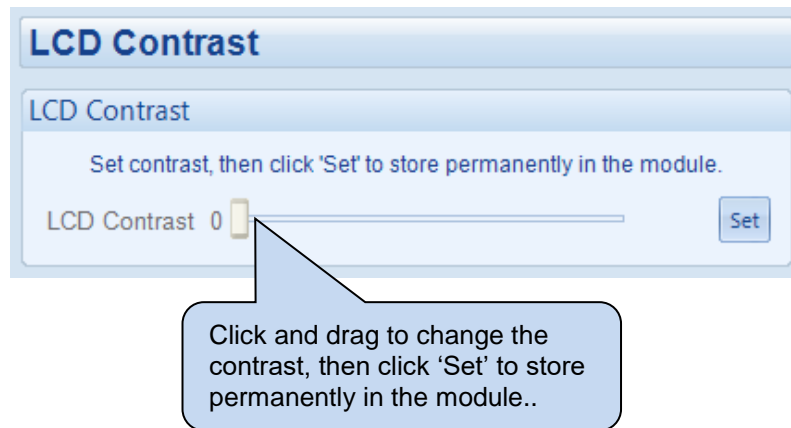 LCD Contrast
LCD Contrast
Set contrast, then click 'Set' to store permanently in the module.
LCD Contrast 0 Set
Click and drag to change the
contrast, then click ‘Set’ to store
permanently in the module..